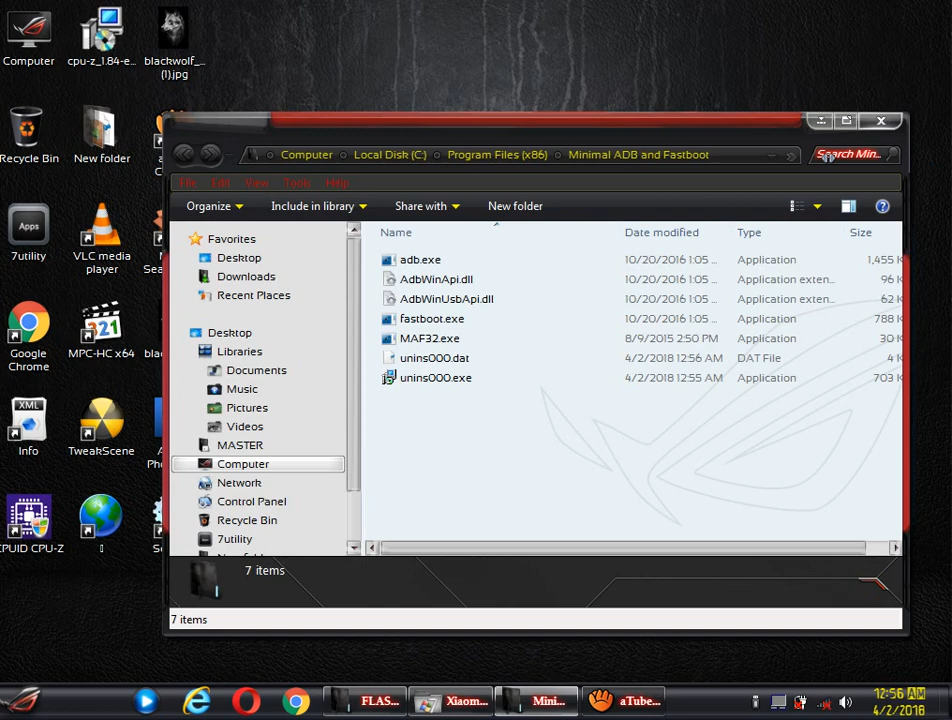 Computer
cpu-z_1.84-e...
blackwolf_...
(1).jpg
Recycle Bin
New folder
7utility
Apps
VLC media
player
Google
Chrome
MPC-HC x64
321
XML
Info
TweakScene
CPUID CPU-Z
Computer
Local Disk (C:)
Program Files (x86)
Minimal ADB and Fastboot
Search Min...
File
Edit
View
Tools
Help
Organize
Include in library
Share with
New folder
Favorites
Desktop
Downloads
Recent Places
Desktop
Libraries
Documents
Music
Pictures
Videos
MASTER
Computer
Network
Control Panel
Recycle Bin
7utility
Name Date modified Type Size
adb.exe 10/20/2016 1:05 ... Application 1,455 K
AdbWinApi.dll 10/20/2016 1:05 ... Application exten... 96 K
AdbWinUsbApi.dll 10/20/2016 1:05 ... Application exten... 62 K
fastboot.exe 10/20/2016 1:05 ... Application 788 K
MAF32.exe 8/9/2015 2:50 PM Application 30 K
unins000.dat 4/2/2018 12:56 AM DAT File 4 K
unins000.exe 4/2/2018 12:55 AM Application 703 K
7 items
7 items
FLAS...
Xiaom...
Mini...
aTube...
12:56 AM
4/2/2018